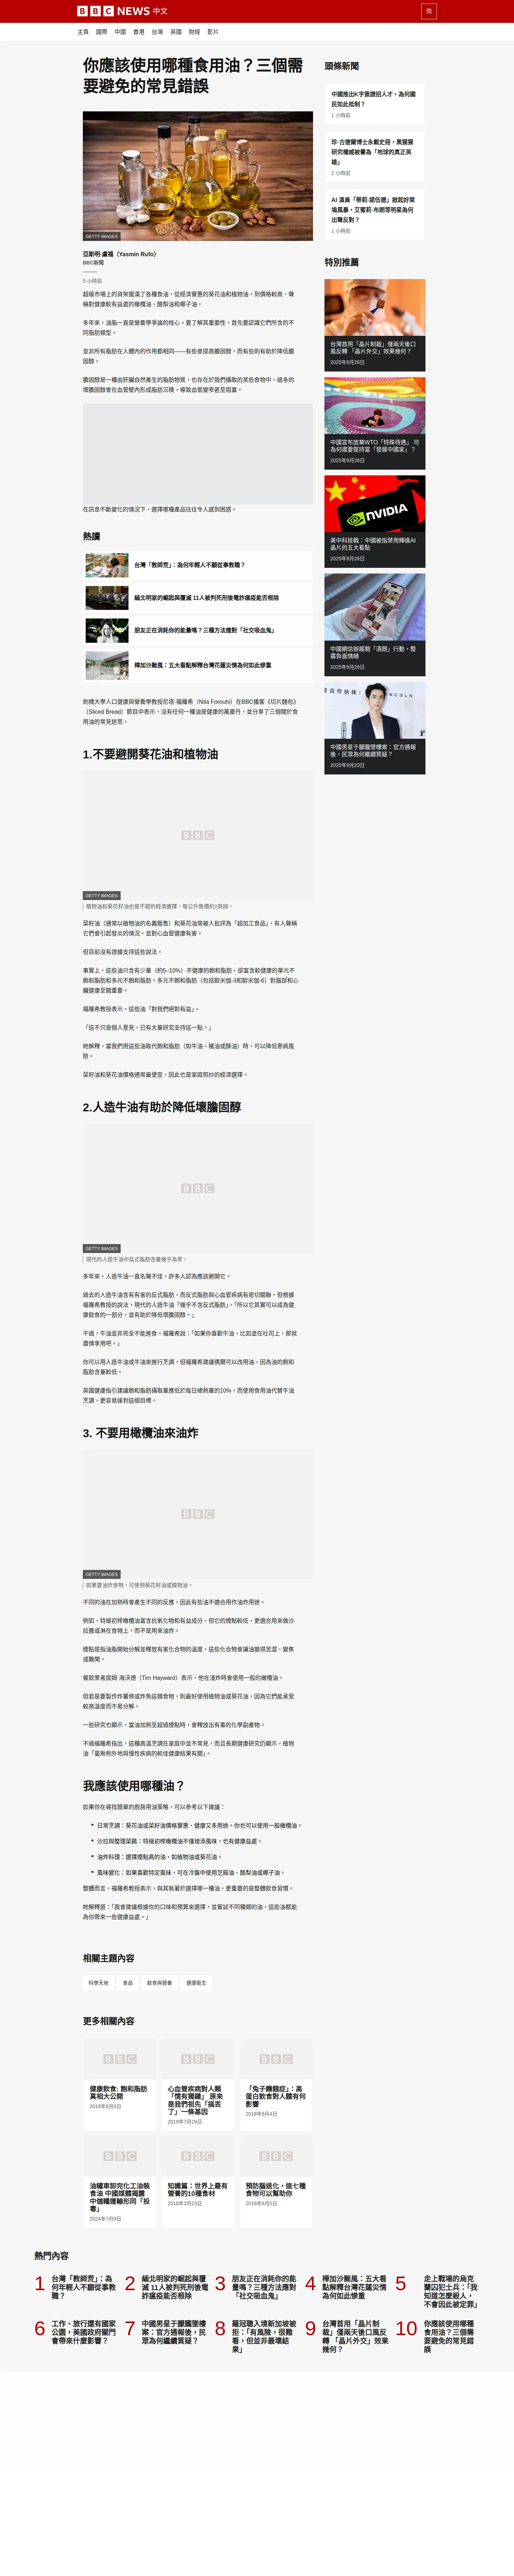 BBC NEWS 中文
简
主頁 國際 中國 香港 台灣 英國 財經 影片
你應該使用哪種食用油？三個需
要避免的常見錯誤
GETTY IMAGES
亞斯明·盧福（Yasmin Rufo）
BBC新聞
5 小時前
超級市場上的貨架擺滿了各種食油，從經濟實惠的葵花油和植物油，到價格較高、聲
稱對健康較有益處的橄欖油、酪梨油和椰子油。
多年來，油脂一直是營養學爭論的核心。要了解其重要性，首先要認識它們所含的不
同脂肪類型。
並非所有脂肪在人體內的作用都相同——有些會提高膽固醇，而有些則有助於降低膽
固醇。
膽固醇是一種由肝臟自然產生的脂肪物質，也存在於我們攝取的某些食物中。過多的
壞膽固醇會在血管壁內形成脂肪沉積，導致血管變窄甚至阻塞。
在訊息不斷變化的情況下，選擇哪種產品往往令人感到困惑。
熱讀
台灣「教師荒」：為何年輕人不願從事教職？
緬北明家的崛起與覆滅 11人被判死刑後電詐瘟疫能否根除
朋友正在消耗你的能量嗎？三種方法應對「社交吸血鬼」
樺加沙颱風：五大看點解釋台灣花蓮災情為何如此慘重
劍橋大學人口健康與營養學教授尼塔·福羅希（Nita Forouhi）在BBC播客《切片麵包》
（Sliced Bread）節目中表示，沒有任何一種油是健康的萬靈丹，並分享了三個關於食
用油的常見迷思。
1.不要避開葵花油和植物油
BBC
GETTY IMAGES
植物油和葵花籽油也是不錯的經濟選擇，每公升售價約2英鎊。
菜籽油（通常以植物油的名義販售）和葵花油常被人批評為「超加工食品」，有人聲稱
它們會引起發炎的情況，並對心血管健康有害。
但目前沒有證據支持這些說法。
事實上，這些油只含有少量（約5–10%）不健康的飽和脂肪，卻富含較健康的單元不
飽和脂肪和多元不飽和脂肪。多元不飽和脂肪（包括歐米伽-3和歐米伽-6）對腦部和心
臟健康至關重要。
福羅希教授表示，這些油「對我們絕對有益」。
「這不只是個人意見，已有大量研究支持這一點。」
她解釋，當我們用這些油取代飽和脂肪（如牛油、豬油或酥油）時，可以降低患病風
險。
菜籽油和葵花油價格通常最便宜，因此也是家庭煎炒的經濟選擇。
2.人造牛油有助於降低壞膽固醇
BBC
GETTY IMAGES
現代的人造牛油中反式脂肪含量幾乎為零。
多年來，人造牛油一直名聲不佳，許多人認為應該避開它。
過去的人造牛油含有有害的反式脂肪，而反式脂肪與心血管疾病有密切關聯。但根據
福羅希教授的說法，現代的人造牛油「幾乎不含反式脂肪」，「所以它其實可以成為健
康飲食的一部分，並有助於降低壞膽固醇。」
不過，牛油並非完全不能進食。福羅希說：「如果你喜歡牛油，比如塗在吐司上，那就
盡情享用吧。」
你可以用人造牛油或牛油來進行烹調，但福羅希建議偶爾可以改用油，因為油的飽和
脂肪含量較低。
英國健康指引建議飽和脂肪攝取量應低於每日總熱量的10%，而使用食用油代替牛油
烹調，更容易達到這個目標。
3. 不要用橄欖油來油炸
BBC
GETTY IMAGES
如果要油炸食物，可使用葵花籽油或植物油。
不同的油在加熱時會產生不同的反應，因此有些油不適合用作油炸用途。
例如，特級初榨橄欖油富含抗氧化物和有益成分，但它的煙點較低，更適合用來做沙
拉醬或淋在食物上，而不是用來油炸。
煙點是指油脂開始分解並釋放有害化合物的溫度，這些化合物會讓油變得苦澀、變焦
或難聞。
餐飲業者提姆·海沃德（Tim Hayward）表示，他在淺炸時會使用一般的橄欖油。
但若是要製作炸薯條或炸魚這類食物，則最好使用植物油或葵花油，因為它們能承受
較高溫度而不易分解。
一些研究也顯示，當油加熱至超過煙點時，會釋放出有毒的化學副產物。
不過福羅希指出，這種高溫烹調在家庭中並不常見，而且長期健康研究仍顯示，植物
油「毫無例外地與慢性疾病的較佳健康結果有關」。
我應該使用哪種油？
如果你在尋找簡單的廚房用油策略，可以參考以下建議：
日常烹調：葵花油或菜籽油價格實惠、健康又多用途。你也可以使用一般橄欖油。
沙拉與整理菜餚：特級初榨橄欖油不僅增添風味，也有健康益處。
油炸料理：選擇煙點高的油，如植物油或葵花油。
風味變化：如果喜歡特定風味，可在冷盤中使用芝麻油、酪梨油或椰子油。
整體而言，福羅希教授表示，與其執著於選擇哪一種油，更重要的是整體飲食習慣。
她解釋道：「我會建議根據你的口味和預算來選擇，並嘗試不同種類的油，這些油都能
為你帶來一些健康益處。」
相關主題內容
科學天地 食品 飲食與營養 健康衛生
更多相關內容
BBC BBC BBC
健康飲食: 飽和脂肪
真相大公開
2019年8月9日
心血管疾病對人類
「情有獨鍾」 原來
是我們祖先「搞丟
了」一條基因
2019年7月29日
「兔子饑餓症」：高
蛋白飲食對人體有何
影響
2018年6月4日
BBC BBC BBC
油罐車卸完化工油裝
食油 中國媒體揭露
中儲糧運輸形同「投
毒」
2024年7月9日
知識篇：世界上最有
營養的10種食材
2018年3月23日
預防腦退化，這七種
食物可以幫助你
2019年6月5日
頭條新聞
中國推出K字簽證招人才，為何國
民如此抵制？
1 小時前
珍·古德爾博士永載史冊，黑猩猩
研究權威被譽為「地球的真正英
雄」
2 小時前
AI 演員「蒂莉·諾伍德」掀起好萊
塢風暴，艾蜜莉·布朗等明星為何
出聲反對？
1 小時前
特別推薦
台灣首用「晶片制裁」僅兩天後口
風反轉 「晶片外交」效果幾何？
2025年9月29日
中國宣布放棄WTO「特殊待遇」 可
為何還要堅持當「發展中國家」？
2025年9月26日
NVIDIA
美中科技戰：中國被指禁用輝達AI
晶片的五大看點
2025年9月26日
中國網信辦展開「清朗」行動，整
肅負面情緒
2025年9月26日
中國男星于朦朧墜樓案：官方通報
後，民眾為何繼續質疑？
2025年9月23日
熱門內容
1 台灣「教師荒」：為
何年輕人不願從事教
職？
2 緬北明家的崛起與覆
滅 11人被判死刑後電
詐瘟疫能否根除
3 朋友正在消耗你的能
量嗎？三種方法應對
「社交吸血鬼」
4 樺加沙颱風：五大看
點解釋台灣花蓮災情
為何如此慘重
5 走上戰場的烏克
蘭囚犯士兵：「我
知道怎麼殺人，
不會因此被定罪」
6 工作、旅行還有國家
公園，英國政府關門
會帶來什麼影響？
7 中國男星于朦朧墜樓
案：官方通報後，民
眾為何繼續質疑？
8 羅冠聰入境新加坡被
拒：「有風險，很難
看，但並非最壞結
果」
9 台灣首用「晶片制
裁」僅兩天後口風反
轉 「晶片外交」效果
幾何？
10 你應該使用哪種
食用油？三個需
要避免的常見錯
誤